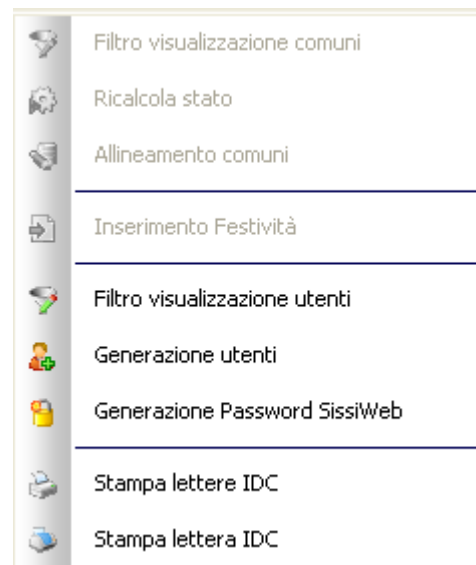 Filtro visualizzazione comuni
Ricalcola stato
Allineamento comuni
Inserimento Festività
Filtro visualizzazione utenti
Generazione utenti
Generazione Password SissiWeb
Stampa lettere IDC
Stampa lettera IDC